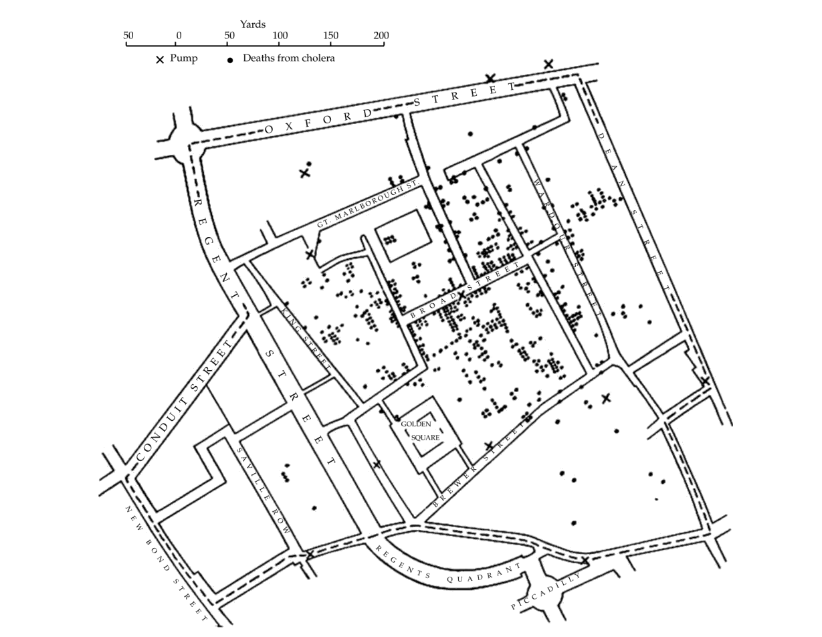 Yards
50 0 50 100 150 200
× Pump ● Deaths from cholera
OXFORD STREET
DEAN STREET
WARDOUR STREET
GT. MARLBOROUGH ST.
REGENT STREET
BROAD STREET
KING STREET
CONDUIT STREET
GOLDEN
SQUARE
SAVILLE ROW
BREWER STREET
NEW BOND STREET
REGENTS QUADRANT
PICCADILLY